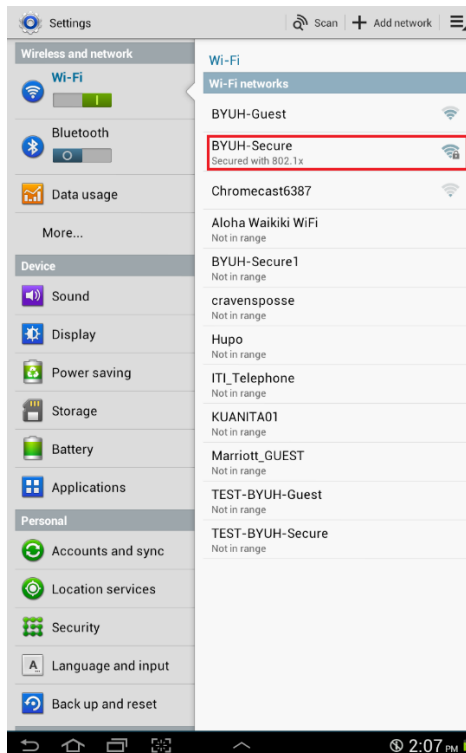 Settings
Scan
Add network
Wireless and network
Wi-Fi
Bluetooth
Data usage
More...
Device
Sound
Display
Power saving
Storage
Battery
Applications
Personal
Accounts and sync
Location services
Security
A
Language and input
Back up and reset
Wi-Fi
Wi-Fi networks
BYUH-Guest
BYUH-Secure
Secured with 802.1x
Chromecast6387
Aloha Waikiki WiFi
Not in range
BYUH-Secure1
Not in range
cravensposse
Not in range
Hupo
Not in range
ITI_Telephone
Not in range
KUANITA01
Not in range
Marriott_GUEST
Not in range
TEST-BYUH-Guest
Not in range
TEST-BYUH-Secure
Not in range
2:07 PM